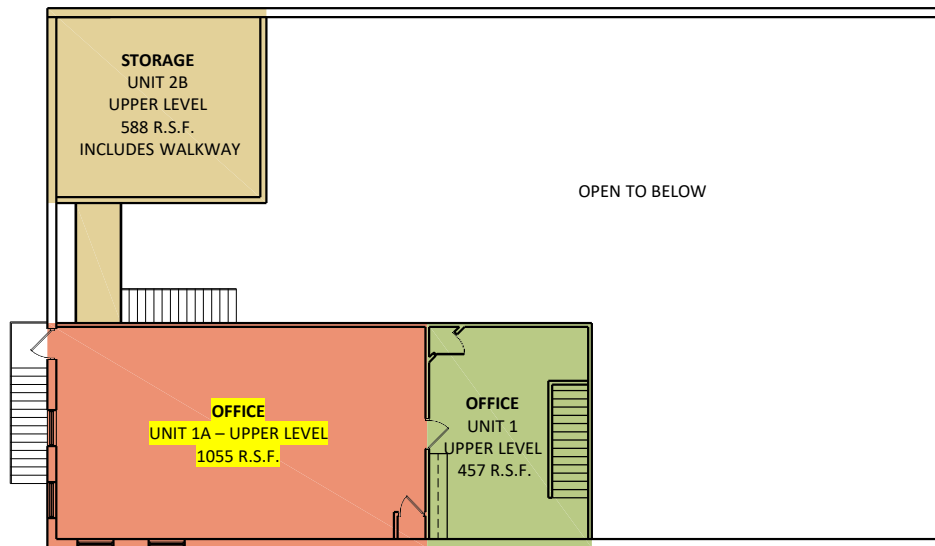 STORAGE
UNIT 2B
UPPER LEVEL
588 R.S.F.
INCLUDES WALKWAY
OPEN TO BELOW
OFFICE
UNIT 1A – UPPER LEVEL
1055 R.S.F.
OFFICE
UNIT 1
UPPER LEVEL
457 R.S.F.